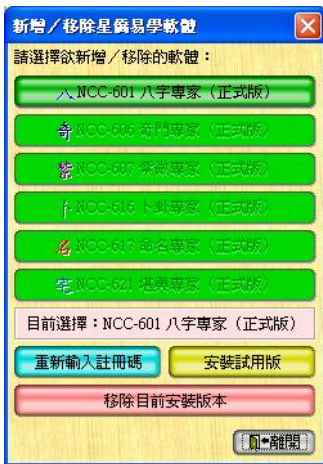 新增／移除星僑易學軟體
請選擇欲新增／移除的軟體：
八 NCC-601 八字專家（正式版）
奇 NCC-606 奇門專家（正式版）
紫 NCC-607 紫微專家（正式版）
卜 NCC-616 卜卦專家（正式版）
名 NCC-617 命名專家（正式版）
宅 NCC-621 堪輿專家（正式版）
目前選擇：NCC-601 八字專家（正式版）
重新輸入註冊碼
安裝試用版
移除目前安裝版本
離開